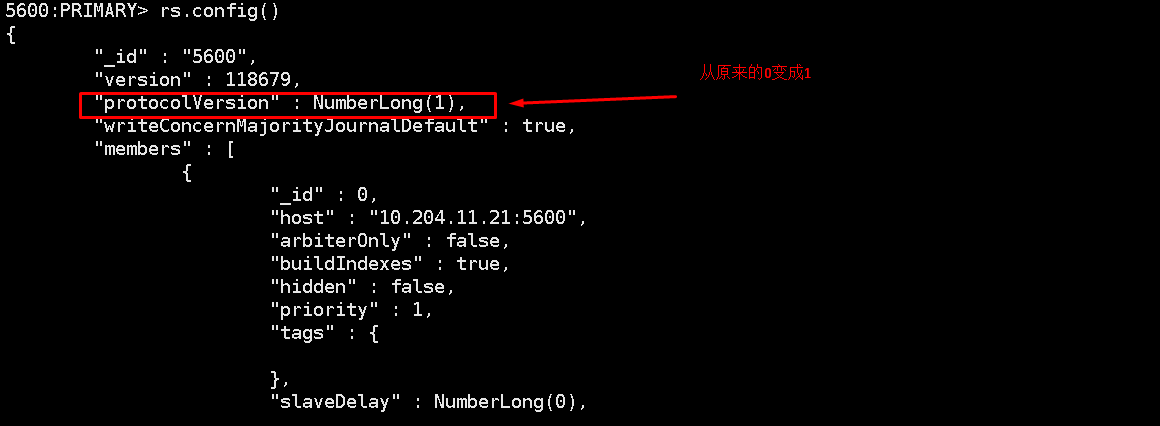 5600:PRIMARY> rs.config()
{
"_id" : "5600",
"version" : 118679,
从原来的0变成1
"protocolVersion" : NumberLong(1),
"writeConcernMajorityJournalDefault" : true,
"members" : [
{
"_id" : 0,
"host" : "10.204.11.21:5600",
"arbiterOnly" : false,
"buildIndexes" : true,
"hidden" : false,
"priority" : 1,
"tags" : {
},
"slaveDelay" : NumberLong(0),